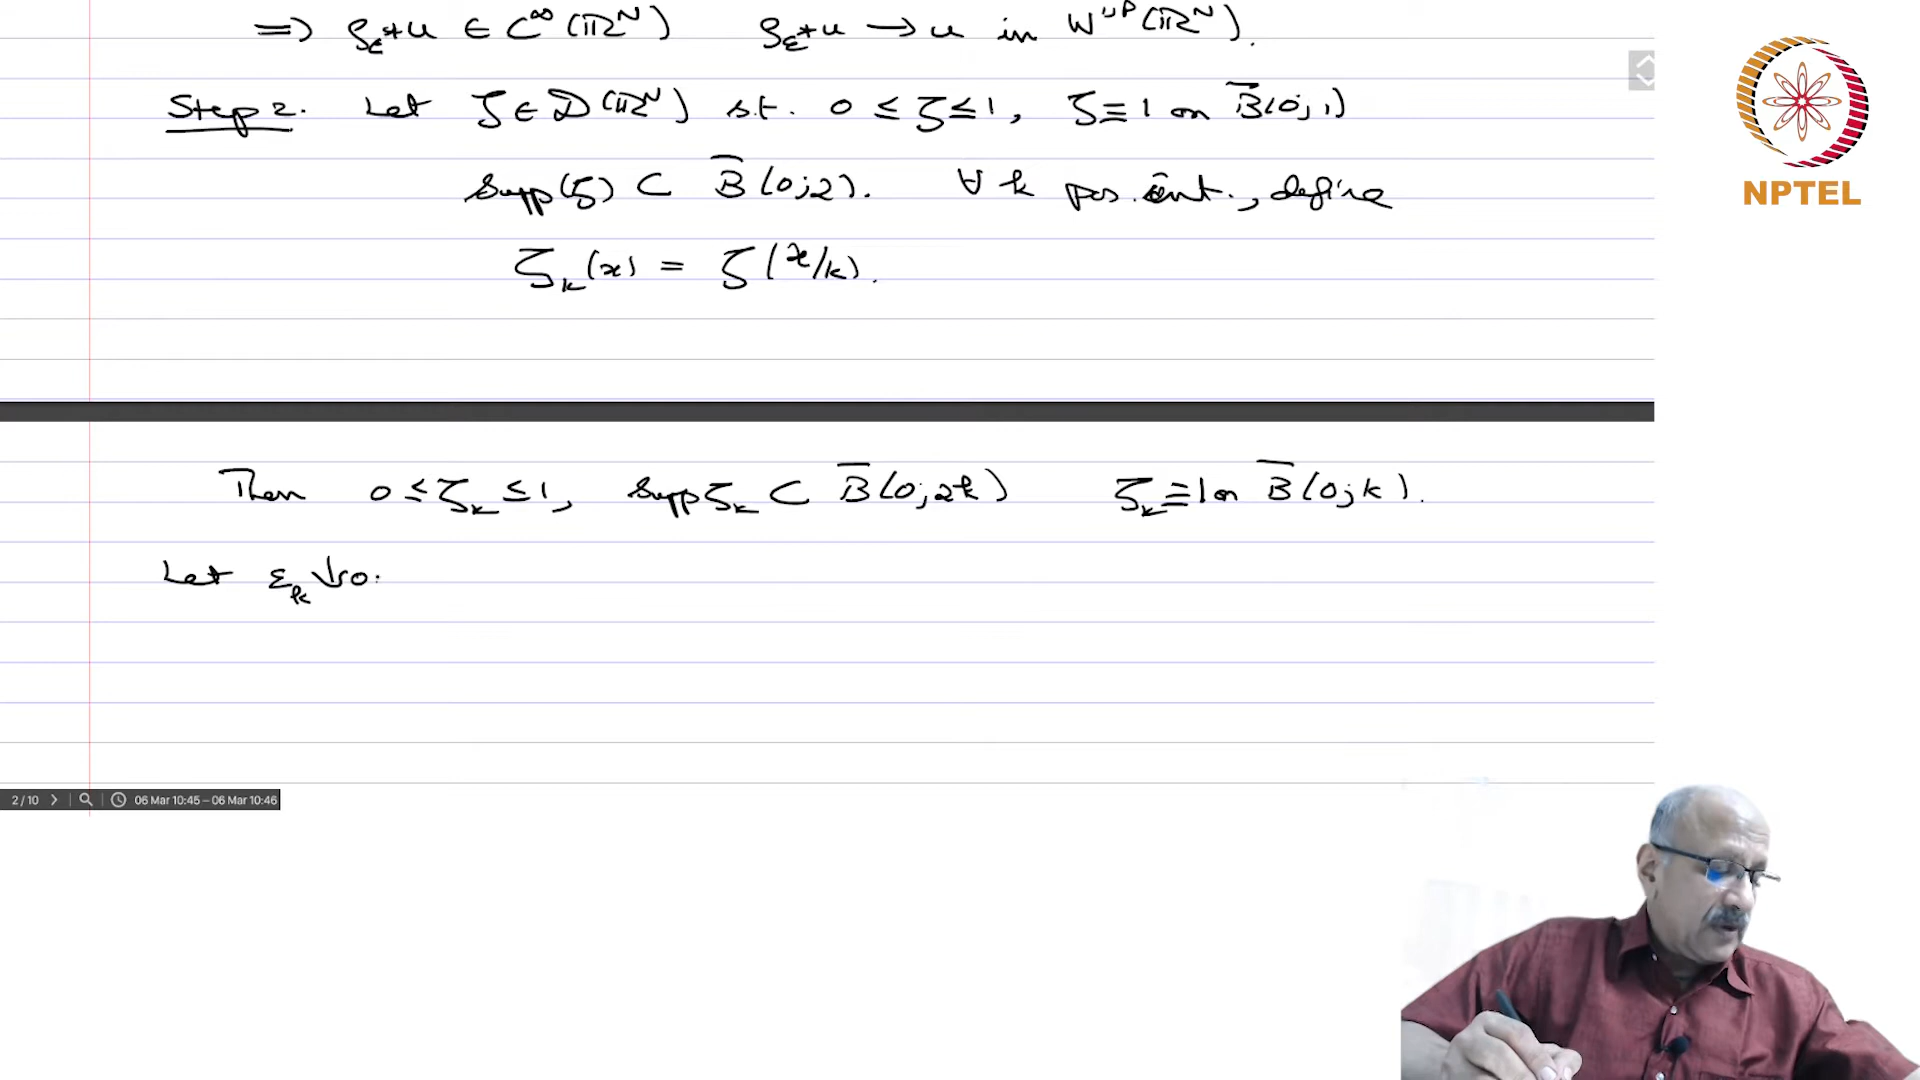 ⇒ ρ_ε*u ∈ C^∞(ℝ^N) ρ_ε*u → u in W^{1,p}(ℝ^N).
Step 2. Let ζ ∈ D(ℝ^N) s.t. 0 ≤ ζ ≤ 1, ζ ≡ 1 on B̅(0;1)
supp(ζ) ⊂ B̅(0;2). ∀ k pos. int., define
ζ_k(x) = ζ(x/k).
Then 0 ≤ ζ_k ≤ 1, supp ζ_k ⊂ B̅(0;2k) ζ_k ≡ 1 on B̅(0;k).
Let ε_k ↓ 0.
NPTEL
2 / 10 06 Mar 10:45 – 06 Mar 10:46